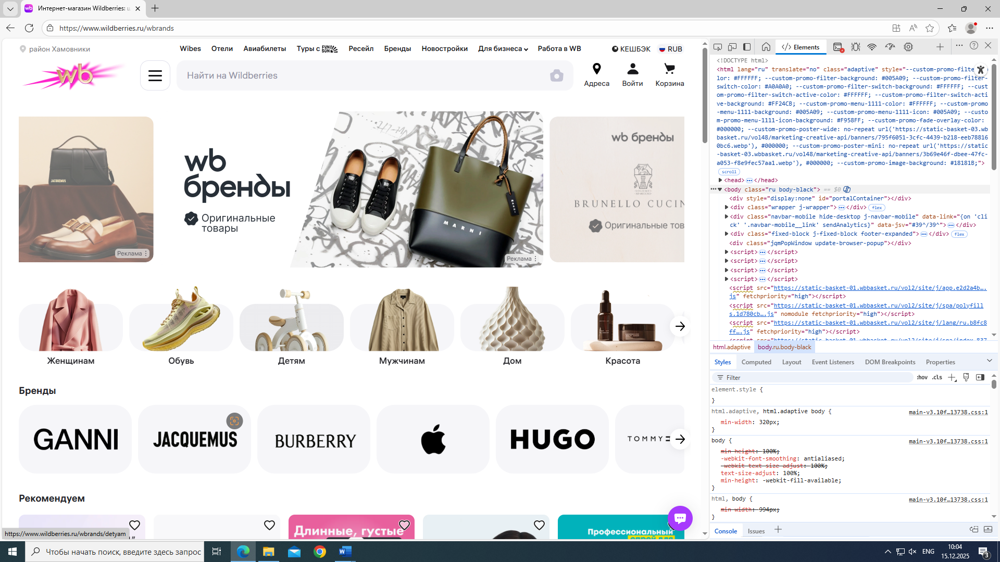 Интернет-магазин Wildberries: ш
https://www.wildberries.ru/wbrands
район Хамовники
Wibes
Отели
Авиабилеты
Туры с FUN SUN
Ресейл
Бренды
Новостройки
Для бизнеса
Работа в WB
КЕШБЭК
RUB
wb
Найти на Wildberries
Адреса
Войти
Корзина
JACQUEMUS
Реклама
wb
бренды
Оригинальные
товары
MARNI
MARNI
Реклама
wb бренды
SOLOMEI
BRUNELLO CUCIN
Оригинальные тов
Женщинам
Обувь
Детям
Мужчинам
Дом
Красота
Бренды
GANNI
JACQUEMUS
BURBERRY
HUGO
TOMMY
Рекомендуем
Длинные, густые
Профессиональный
спрей для
https://www.wildberries.ru/wbrands/detyam
Elements
<!DOCTYPE html>
<html lang="ru" translate="no" class="adaptive" style="--custom-promo-filter
lor: #FFFFFF; --custom-promo-filter-background: #005A09; --custom-promo-filter-
switch-color: #A0A0A0; --custom-promo-filter-switch-background: #FFFFFF; --cust
om-promo-filter-switch-active-color: #FFFFFF; --custom-promo-filter-switch-acti
ve-background: #FF24CB; --custom-promo-menu-1111-color: #FFFFFF; --custom-promo
-menu-1111-background: #005A09; --custom-promo-menu-1111-icon: #005A09; --custo
m-promo-menu-1111-icon-background: #F958FF; --custom-promo-fade-overlay-color:
#000000; --custom-promo-poster-wide: no-repeat url('https://static-basket-03.wb
basket.ru/vol48/marketing-creative-api/banners/795f6051-3cfc-4439-b218-eeb78816
0bc6.webp'), #000000; --custom-promo-poster-mini: no-repeat url('https://static
-basket-03.wbbasket.ru/vol48/marketing-creative-api/banners/3b69e46f-dbee-47fc-
a053-f8e9fec57aa1.webp'), #000000; --custom-promo-image-background: #18181B;">
scroll
<head> … </head>
<body class="ru body-black"> == $0
<div style="display:none" id="portalContainer"></div>
<div class="wrapper j-wrapper"> … </div> flex
<div class="navbar-mobile hide-desktop j-navbar-mobile" data-link="{on 'cli
ck' '.navbar-mobile__link' sendAnalytics}" data-jsv="#39^/39^"> … </div>
<div class="fixed-block j-fixed-block footer-expanded"> … </div> flex
<div class="jqmPopWindow update-browser-popup"></div>
<script> … </script>
<script> … </script>
<script> … </script>
<script> … </script>
<script src="https://static-basket-01.wbbasket.ru/vol2/site/j/app.e2d2a4b….
js" fetchpriority="high"></script>
<script src="https://static-basket-01.wbbasket.ru/vol2/site/j/spa/polyfill
s.1d780cb….js" nomodule fetchpriority="high"></script>
<script src="https://static-basket-01.wbbasket.ru/vol2/site/j/lang/ru.b8fc8
ff….js" fetchpriority="high"></script>
<script src="https://static-basket-01.wbbasket.ru/vol2/site/j/spa/index.837
html.adaptive
body.ru.body-black
Styles
Computed
Layout
Event Listeners
DOM Breakpoints
Properties
Filter
:hov
.cls
element.style {
}
html.adaptive, html.adaptive body {
main-v3.10f…13738.css:1
min-width: 320px;
}
body {
main-v3.10f…13738.css:1
min-height: 100%;
-webkit-font-smoothing: antialiased;
-webkit-text-size-adjust: 100%;
text-size-adjust: 100%;
min-height: -webkit-fill-available;
}
html, body {
main-v3.10f…13738.css:1
min-width: 994px;
}
Console
Issues
Чтобы начать поиск, введите здесь запрос
ENG
10:04
15.12.2025
3